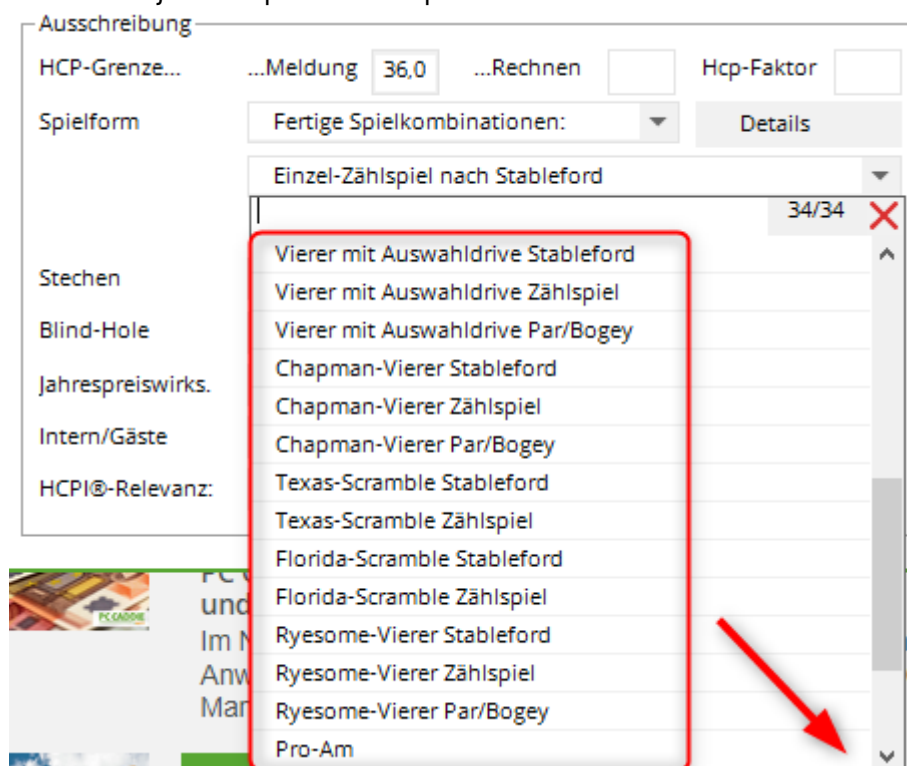 Ausschreibung
HCP-Grenze... ...Meldung 36,0 ...Rechnen Hcp-Faktor
Spielform Fertige Spielkombinationen: Details
Einzel-Zählspiel nach Stableford
34/34
Vierer mit Auswahldrive Stableford
Stechen
Vierer mit Auswahldrive Zählspiel
Blind-Hole Vierer mit Auswahldrive Par/Bogey
Chapman-Vierer Stableford
Jahrespreiswirks.
Chapman-Vierer Zählspiel
Intern/Gäste Chapman-Vierer Par/Bogey
HCPI®-Relevanz: Texas-Scramble Stableford
Texas-Scramble Zählspiel
Florida-Scramble Stableford
PC CADDIE und Florida-Scramble Zählspiel
Im Ryesome-Vierer Stableford
Ryesome-Vierer Zählspiel
Ryesome-Vierer Par/Bogey
Pro-Am